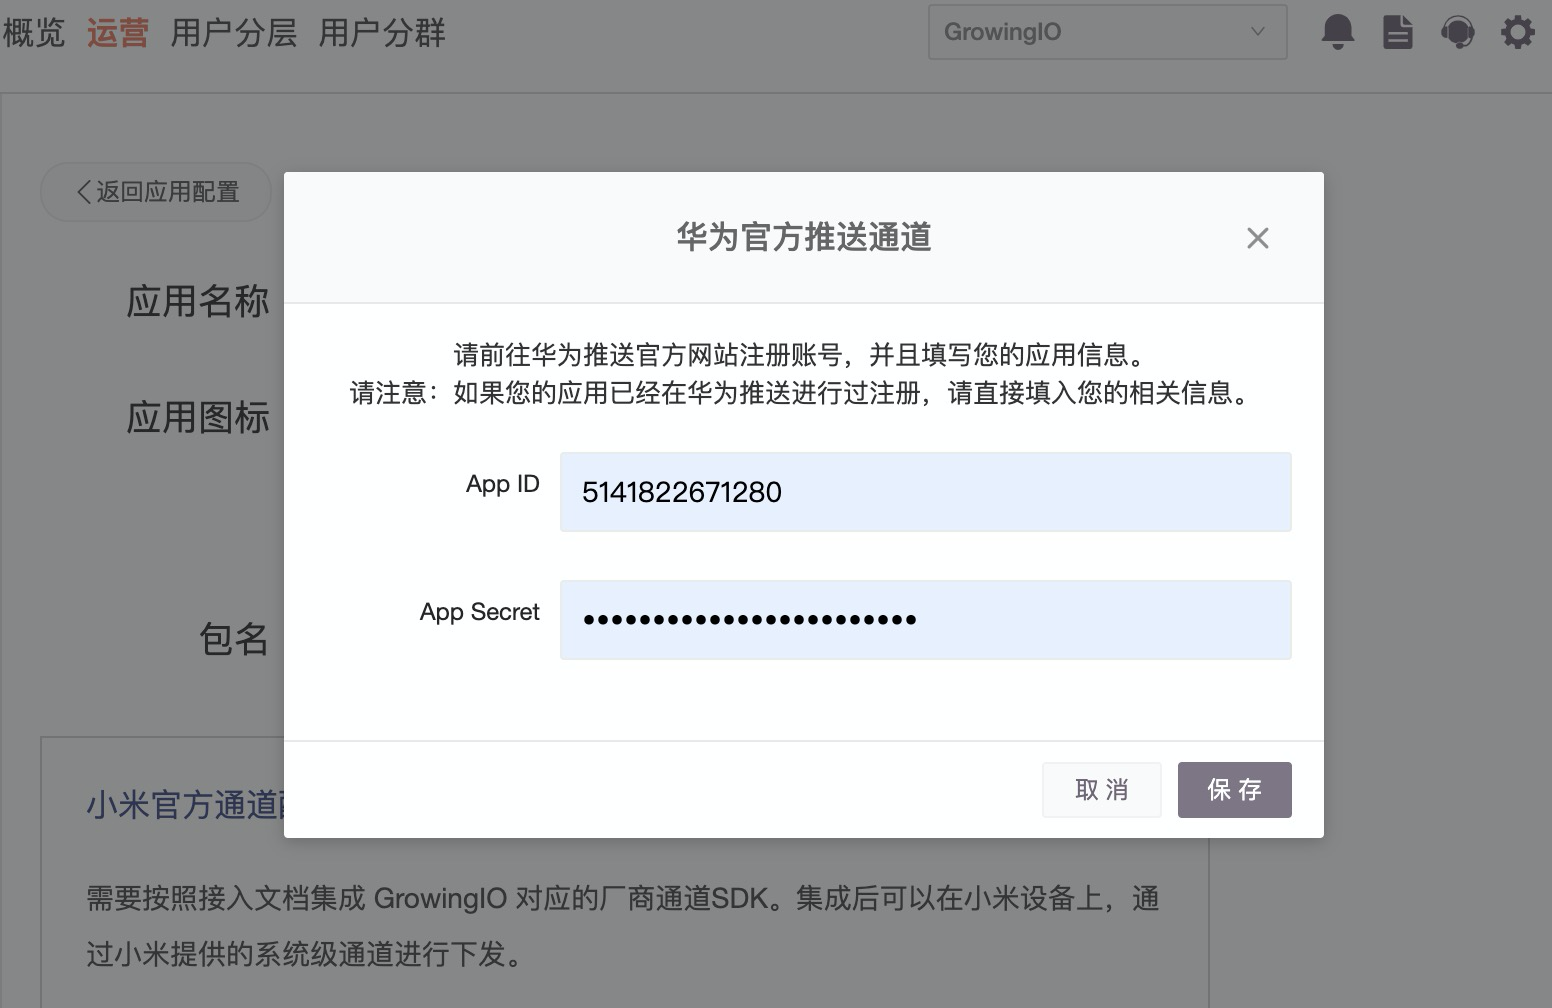 概览 运营 用户分层 用户分群
GrowingIO
返回应用配置
华为官方推送通道
应用名称
请前往华为推送官方网站注册账号，并且填写您的应用信息。
请注意：如果您的应用已经在华为推送进行过注册，请直接填入您的相关信息。
应用图标
App ID
5141822671280
App Secret
••••••••••••••••••••••••
包名
取 消
保 存
小米官方通道
需要按照接入文档集成 GrowingIO 对应的厂商通道SDK。集成后可以在小米设备上，通
过小米提供的系统级通道进行下发。